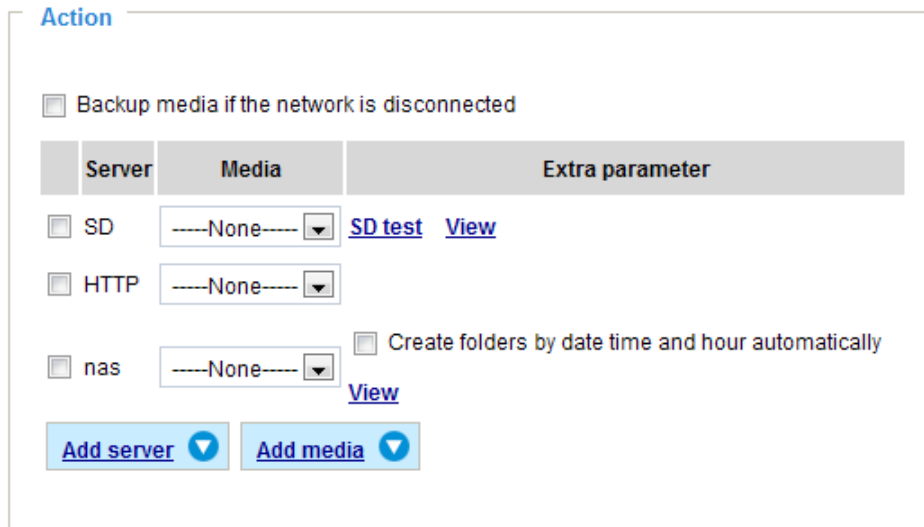 Action
Backup media if the network is disconnected
Server Media Extra parameter
SD -----None----- SD test View
HTTP -----None-----
nas -----None----- Create folders by date time and hour automatically
View
Add server Add media